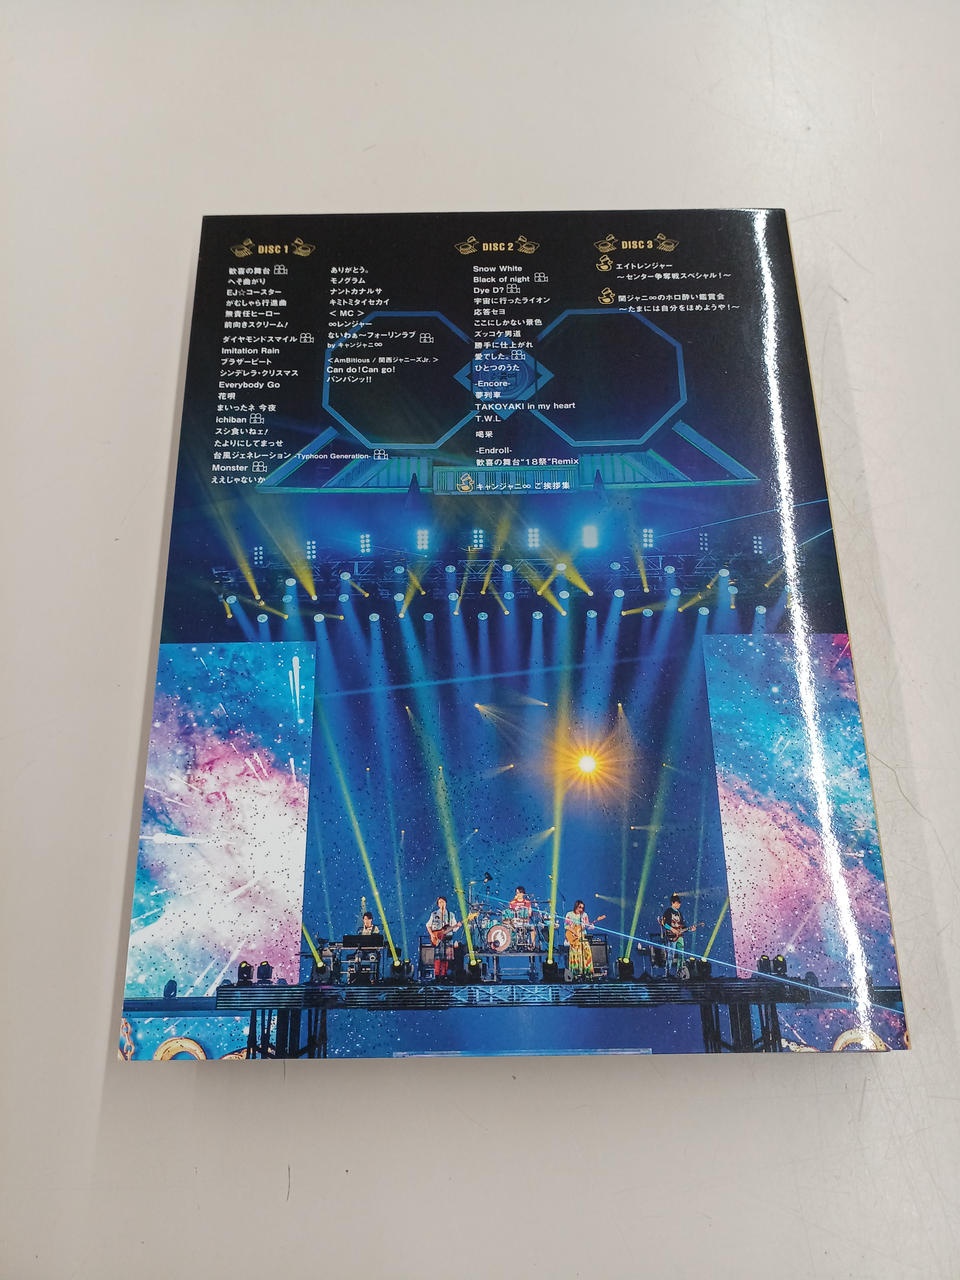 DISC 1
歓喜の舞台
へそ曲がり
EJ☆コースター
がむしゃら行進曲
無責任ヒーロー
前向きスクリーム！
ダイヤモンドスマイル
Imitation Rain
ブラザービート
シンデレラ・クリスマス
Everybody Go
花唄
まいったネ 今夜
ichiban
スシ食いねェ！
たよりにしてまっせ
台風ジェネレーション -Typhoon Generation-
Monster
ええじゃないか
ありがとう。
モノグラム
ナントカナルサ
キミトミタイセカイ
＜ MC ＞
∞レンジャー
ないわぁ〜フォーリンラブ
by キャンジャニ∞
＜AmBitious / 関西ジャニーズJr. ＞
Can do! Can go!
バンバンッ!!
DISC 2
Snow White
Black of night
Dye D?
宇宙に行ったライオン
応答セヨ
ここにしかない景色
ズッコケ男道
勝手に仕上がれ
愛でした。
ひとつのうた
-Encore-
夢列車
TAKOYAKI in my heart
T.W.L
喝采
-Endroll-
歓喜の舞台"18祭"Remix
キャンジャニ∞ ご挨拶集
DISC 3
エイトレンジャー
〜センター争奪戦スペシャル！〜
関ジャニ∞のホロ酔い鑑賞会
〜たまには自分をほめようや！〜